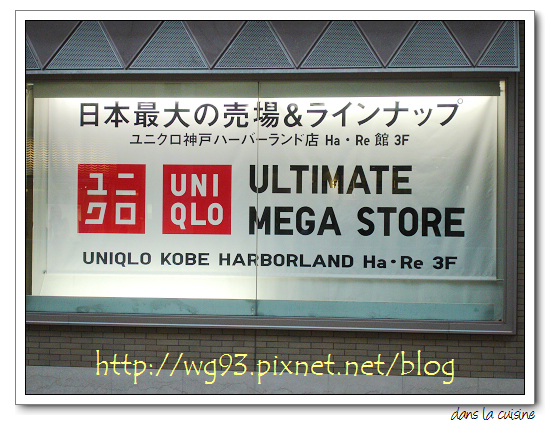 日本最大の売場&ラインナップ
ユニクロ神戸ハーバーランド店 Ha・Re 館 3F
ユニ
クロ
UNI
QLO
ULTIMATE
MEGA STORE
UNIQLO KOBE HARBORLAND Ha・Re 3F
http://wg93.pixnet.net/blog
dans la cuisine